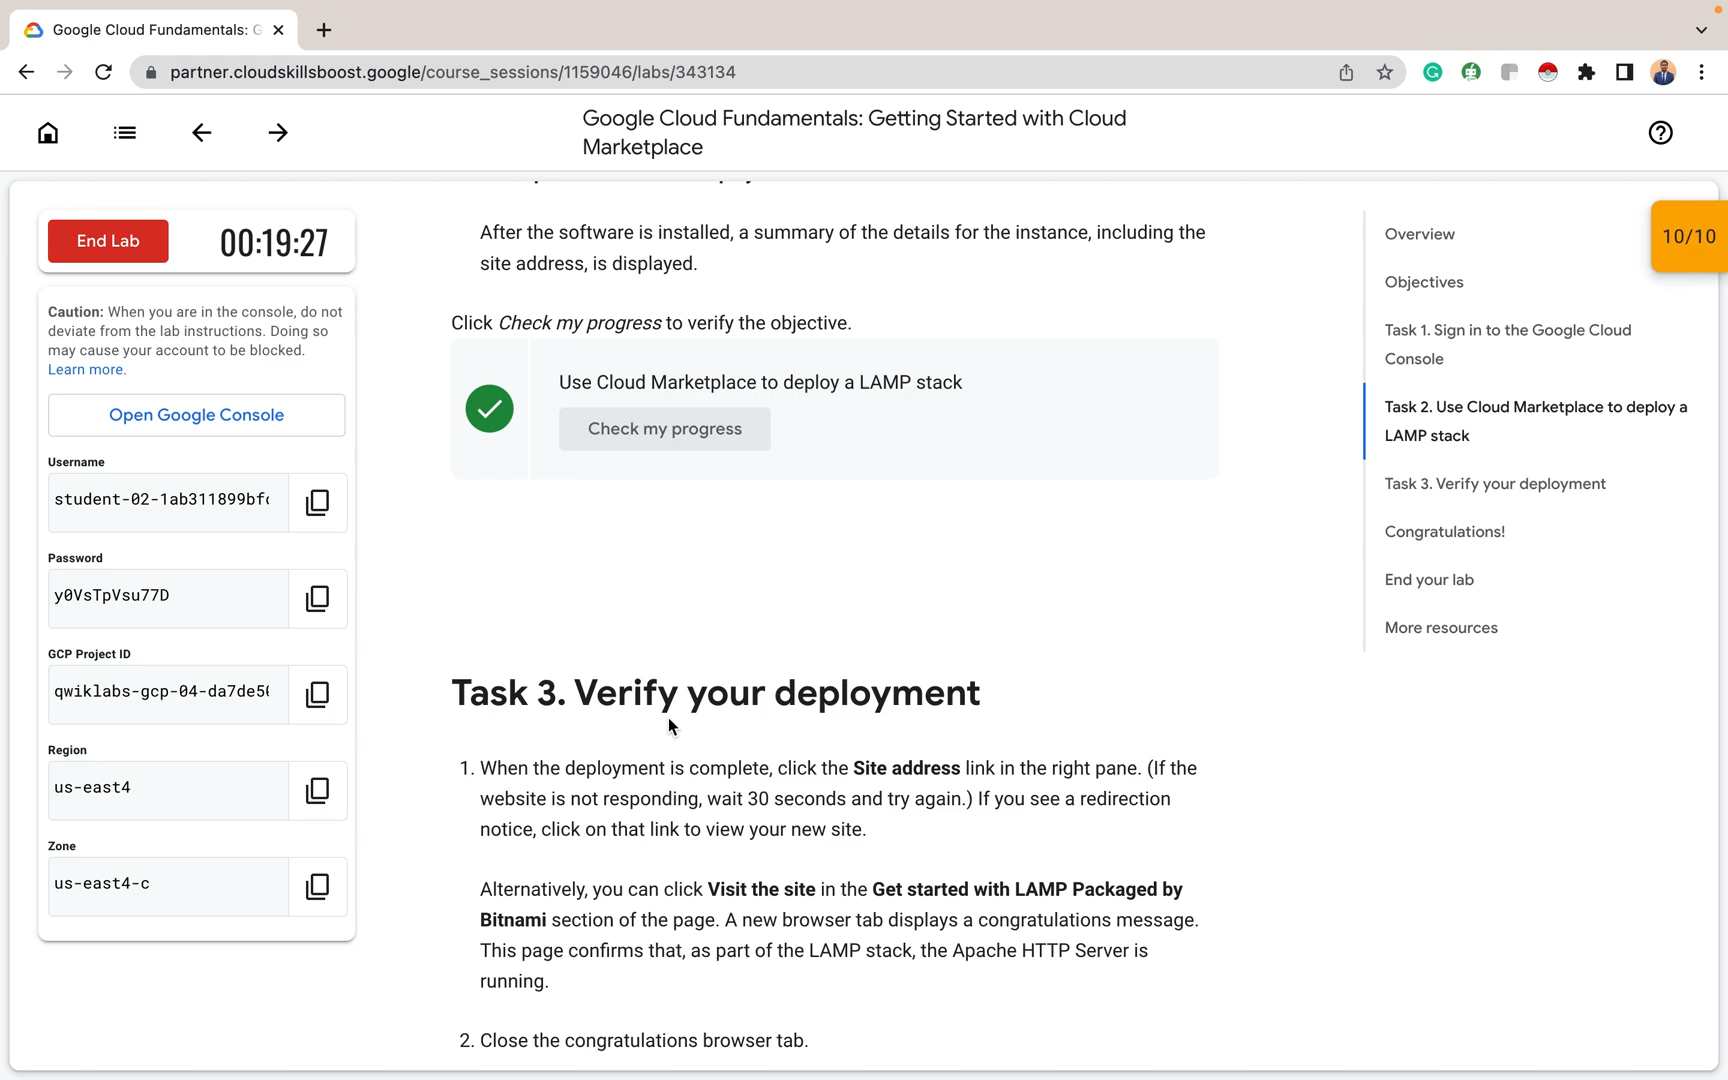 Google Cloud Fundamentals: G
partner.cloudskillsboost.google/course_sessions/1159046/labs/343134
Google Cloud Fundamentals: Getting Started with Cloud
Marketplace
End Lab
00:19:27
Caution: When you are in the console, do not
deviate from the lab instructions. Doing so
may cause your account to be blocked.
Learn more.
Open Google Console
Username
student-02-1ab311899bf
Password
y0VsTpVsu77D
GCP Project ID
qwiklabs-gcp-04-da7de5
Region
us-east4
Zone
us-east4-c
After the software is installed, a summary of the details for the instance, including the
site address, is displayed.
Click Check my progress to verify the objective.
Use Cloud Marketplace to deploy a LAMP stack
Check my progress
Task 3. Verify your deployment
1. When the deployment is complete, click the Site address link in the right pane. (If the
website is not responding, wait 30 seconds and try again.) If you see a redirection
notice, click on that link to view your new site.
Alternatively, you can click Visit the site in the Get started with LAMP Packaged by
Bitnami section of the page. A new browser tab displays a congratulations message.
This page confirms that, as part of the LAMP stack, the Apache HTTP Server is
running.
2. Close the congratulations browser tab.
Overview
Objectives
Task 1. Sign in to the Google Cloud
Console
Task 2. Use Cloud Marketplace to deploy a
LAMP stack
Task 3. Verify your deployment
Congratulations!
End your lab
More resources
10/10